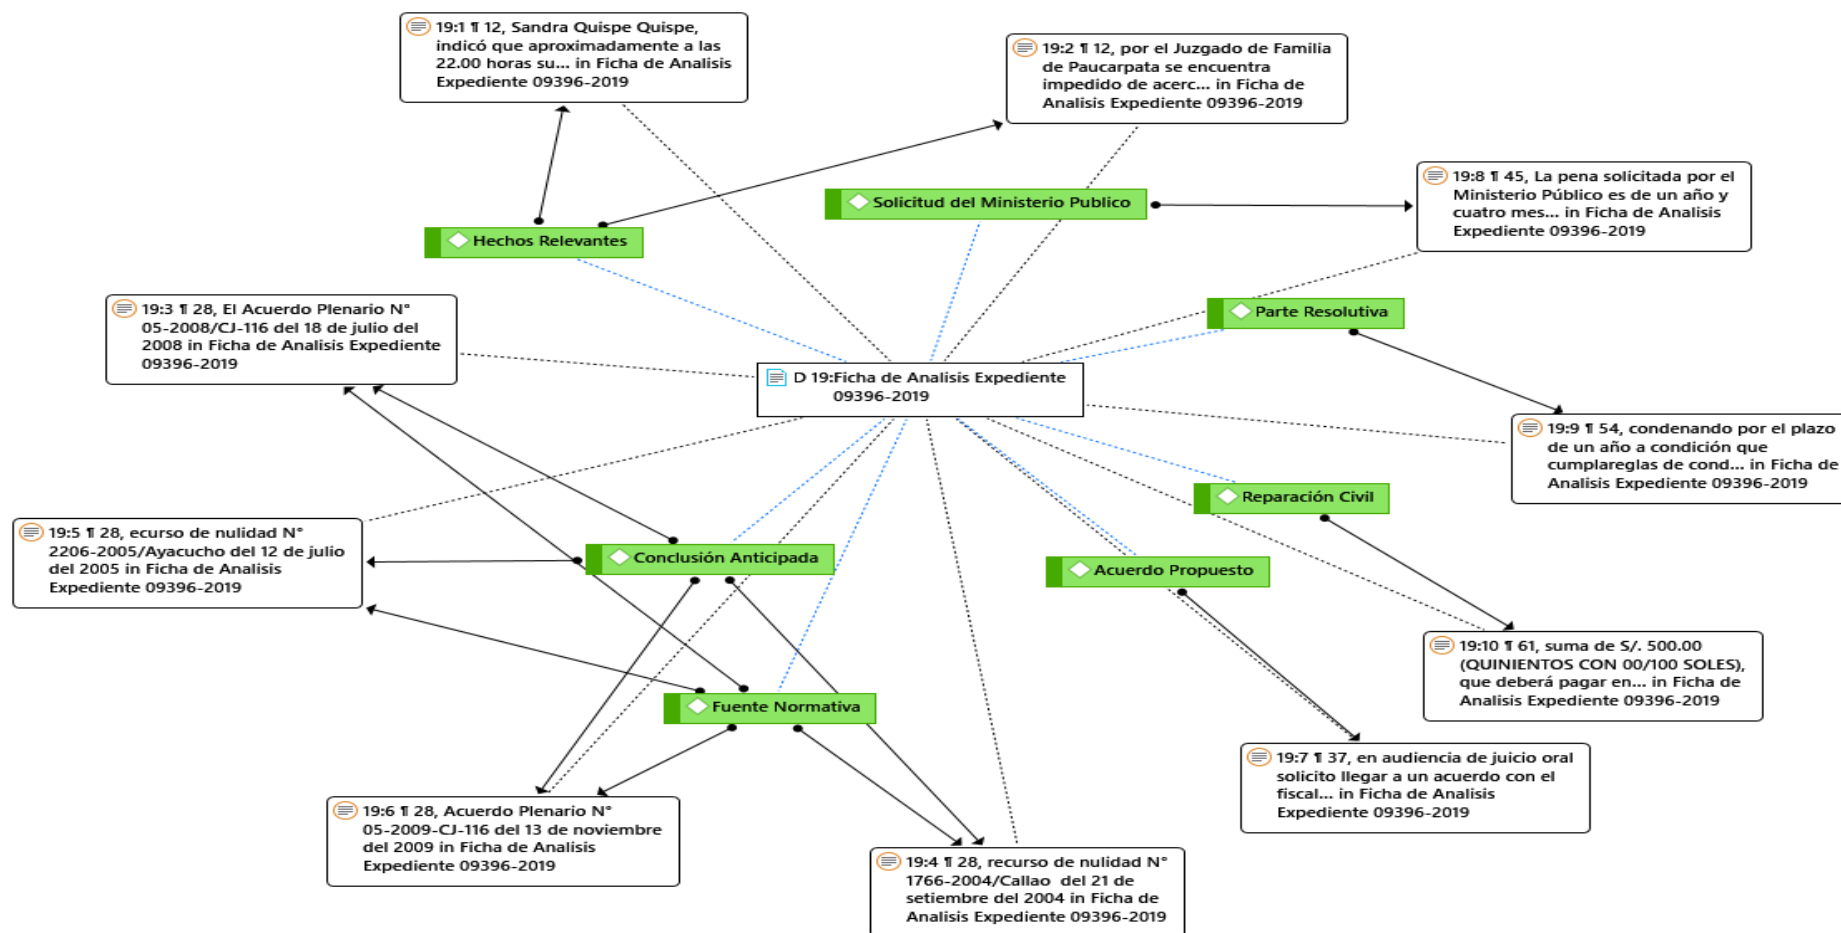 19:1 ¶ 12, Sandra Quispe Quispe,
indicó que aproximadamente a las
22.00 horas su... in Ficha de Analisis
Expediente 09396-2019
19:2 ¶ 12, por el Juzgado de Familia
de Paucarpata se encuentra
impedido de acerc... in Ficha de
Analisis Expediente 09396-2019
19:8 ¶ 45, La pena solicitada por el
Ministerio Público es de un año y
cuatro mes... in Ficha de Analisis
Expediente 09396-2019
Solicitud del Ministerio Publico
Hechos Relevantes
19:3 ¶ 28, El Acuerdo Plenario N°
05-2008/CJ-116 del 18 de julio del
2008 in Ficha de Analisis Expediente
09396-2019
Parte Resolutiva
D 19:Ficha de Analisis Expediente
09396-2019
19:9 ¶ 54, condenando por el plazo
de un año a condición que
cumplareglas de cond... in Ficha de
Analisis Expediente 09396-2019
Reparación Civil
19:5 ¶ 28, ecurso de nulidad N°
2206-2005/Ayacucho del 12 de julio
del 2005 in Ficha de Analisis
Expediente 09396-2019
Conclusión Anticipada
Acuerdo Propuesto
19:10 ¶ 61, suma de S/. 500.00
(QUINIENTOS CON 00/100 SOLES),
que deberá pagar en... in Ficha de
Analisis Expediente 09396-2019
Fuente Normativa
19:7 ¶ 37, en audiencia de juicio oral
solicito llegar a un acuerdo con el
fiscal... in Ficha de Analisis
Expediente 09396-2019
19:6 ¶ 28, Acuerdo Plenario N°
05-2009-CJ-116 del 13 de noviembre
del 2009 in Ficha de Analisis
Expediente 09396-2019
19:4 ¶ 28, recurso de nulidad N°
1766-2004/Callao del 21 de
setiembre del 2004 in Ficha de
Analisis Expediente 09396-2019